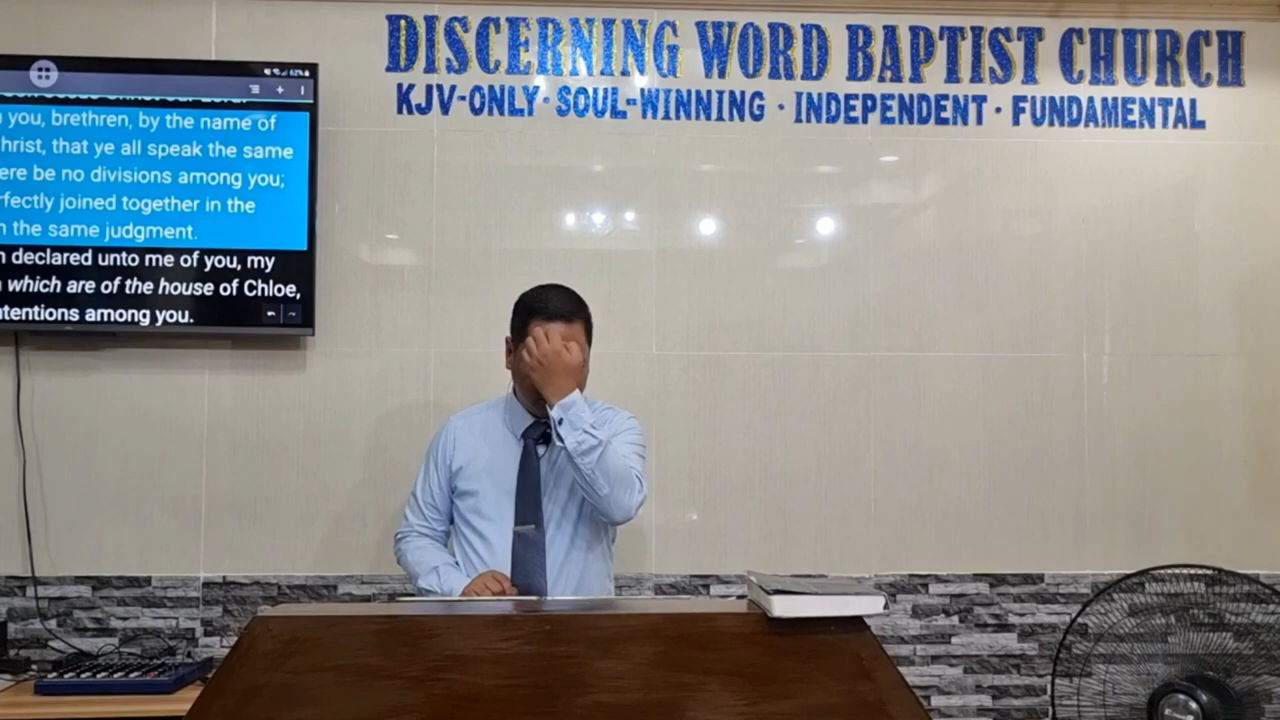 DISCERNING WORD BAPTIST CHURCH
KJV-ONLY · SOUL-WINNING · INDEPENDENT · FUNDAMENTAL
62%
you, brethren, by the name of
hrist, that ye all speak the same
ere be no divisions among you;
rfectly joined together in the
the same judgment.
declared unto me of you, my
which are of the house of Chloe,
ntentions among you.